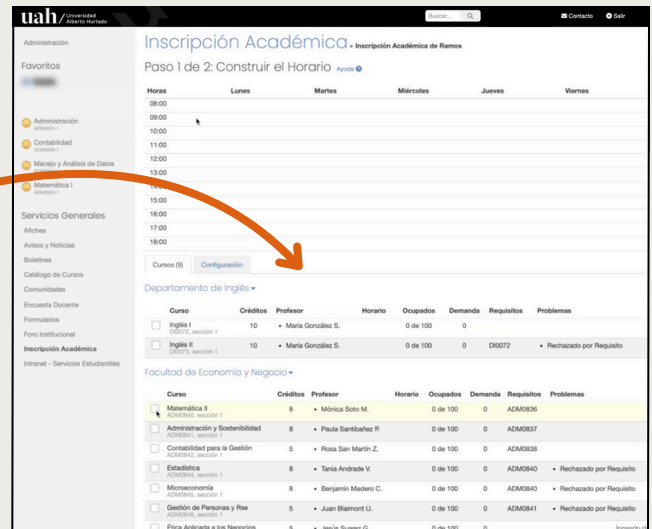 uah/ Universidad Alberto Hurtado
Buscar...
Contacto
Salir
Administración
Favoritos
Administración
ADM0837-1
Contabilidad
Manejo y Análisis de Datos
Matemática I
Servicios Generales
Afiches
Avisos y Noticias
Boletines
Catálogo de Cursos
Comunidades
Encuesta Docente
Formularios
Foro Institucional
Inscripción Académica
Intranet - Servicios Estudiantiles
Inscripción Académica - Inscripción Académica de Ramos
Paso 1 de 2: Construir el Horario Ayuda
Horas Lunes Martes Miércoles Jueves Viernes
08:00
09:00
10:00
11:00
12:00
13:00
15:00
16:00
17:00
18:00
Cursos (9) Configuración
Departamento de Inglés
Curso Créditos Profesor Horario Ocupados Demanda Requisitos Problemas
Inglés I 10 • María González S. 0 de 100 0
DI0072, sección 1
Inglés II 10 • María González S. 0 de 100 0 DI0072 • Rechazado por Requisito
DI0073, sección 1
Facultad de Economía y Negocio
Curso Créditos Profesor Horario Ocupados Demanda Requisitos Problemas
Matemática II 8 • Mónica Soto M. 0 de 100 0 ADM0836
ADM0840, sección 1
Administración y Sostenibilidad 8 • Paula Santibañez P. 0 de 100 0 ADM0837
ADM0841, sección 1
Contabilidad para la Gestión 5 • Rosa San Martín Z. 0 de 100 0 ADM0838
ADM0842, sección 1
Estadística 8 • Tania Andrade V. 0 de 100 0 ADM0840 • Rechazado por Requisito
ADM0844, sección 1
Microeconomía 8 • Benjamín Madero C. 0 de 100 0 ADM0840 • Rechazado por Requisito
ADM0845, sección 1
Gestión de Personas y Rse 5 • Juan Blaimont U. 0 de 100 0 ADM0841 • Rechazado por Requisito
ADM0846, sección 1
Ética Aplicada a los Negocios 5 • Jesús Suarez G. 0 de 100 0